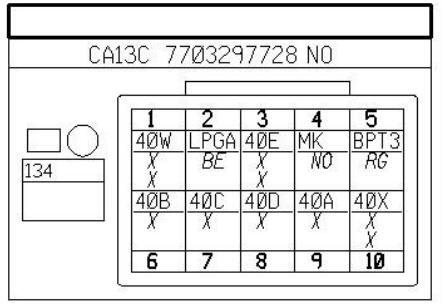 CA13C 7703297728 NO
1 2 3 4 5
40W LPGA 40E MK BPT3
X BE X NO RG
X X
134
40B 40C 40D 40A 40X
X X X X X
X
6 7 8 9 10